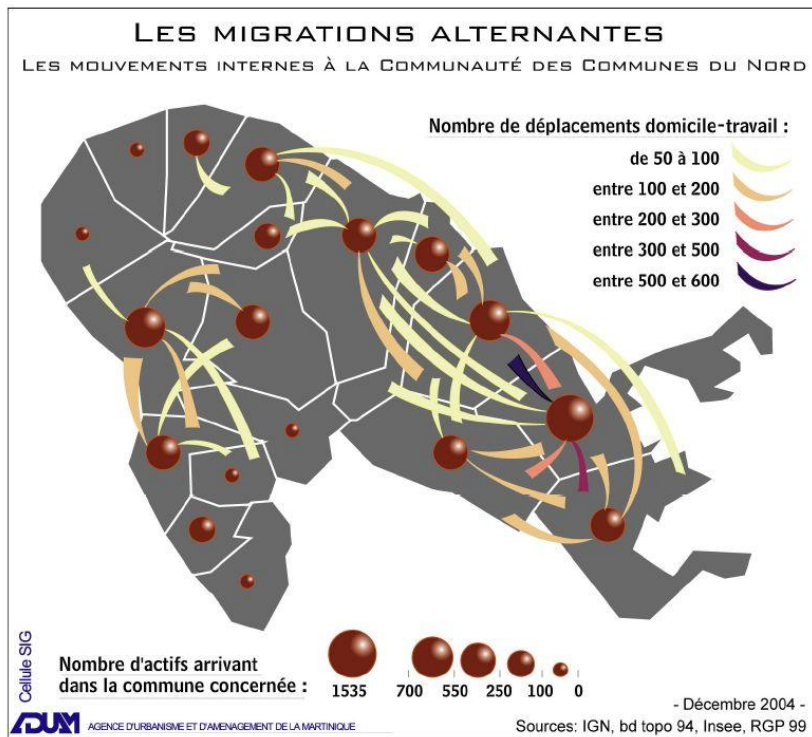 LES MIGRATIONS ALTERNANTES
LES MOUVEMENTS INTERNES À LA COMMUNAUTÉ DES COMMUNES DU NORD
Nombre de déplacements domicile-travail :
de 50 à 100
entre 100 et 200
entre 200 et 300
entre 300 et 500
entre 500 et 600
Cellule SIG
Nombre d'actifs arrivant
dans la commune concernée :
1535 700 550 250 100 0
- Décembre 2004 -
ADUAM AGENCE D'URBANISME ET D'AMENAGEMENT DE LA MARTINIQUE
Sources: IGN, bd topo 94, Insee, RGP 99